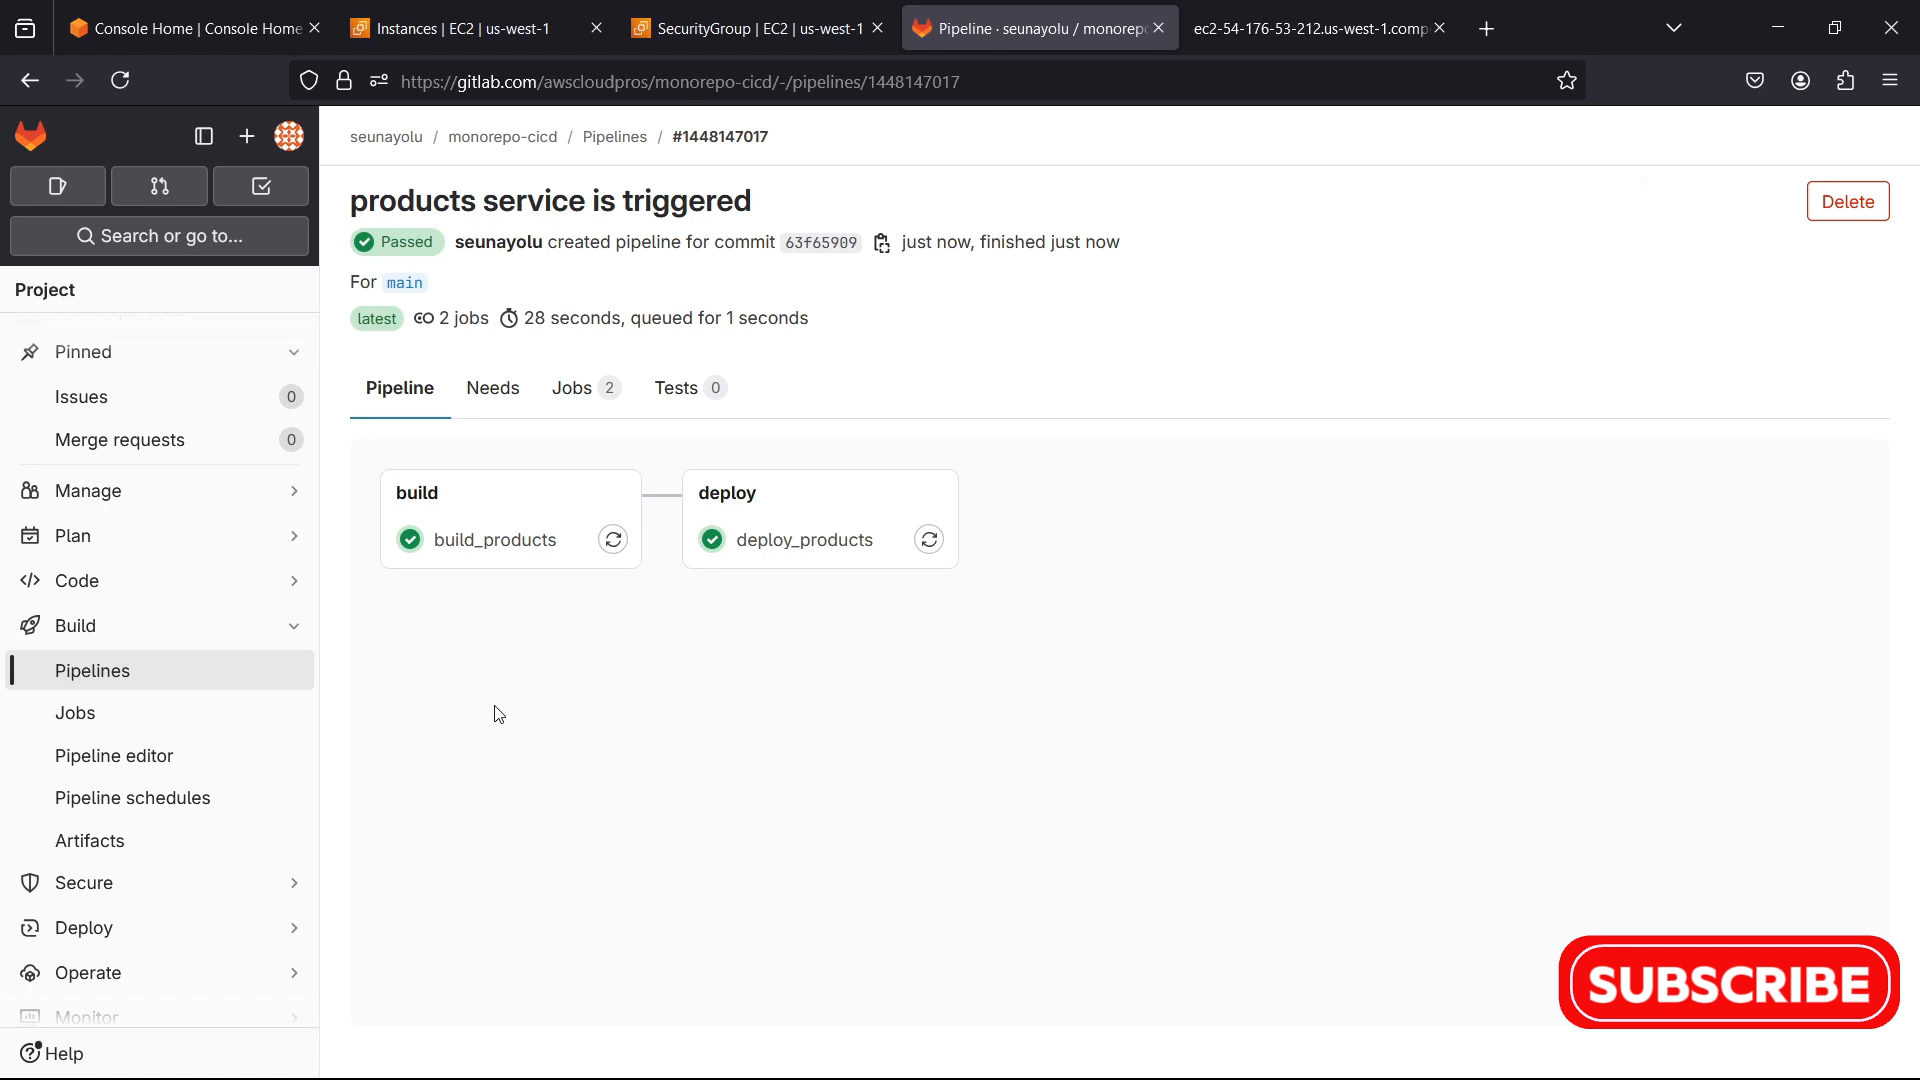 Console Home | Console Home
Instances | EC2 | us-west-1
SecurityGroup | EC2 | us-west-1
Pipeline · seunayolu / monorepo
ec2-54-176-53-212.us-west-1.comp
https://gitlab.com/awscloudpros/monorepo-cicd/-/pipelines/1448147017
Search or go to...
Project
Pinned
Issues 0
Merge requests 0
Manage
Plan
Code
Build
Pipelines
Jobs
Pipeline editor
Pipeline schedules
Artifacts
Secure
Deploy
Operate
Monitor
Help
seunayolu / monorepo-cicd / Pipelines / #1448147017
products service is triggered
Delete
Passed seunayolu created pipeline for commit 63f65909 just now, finished just now
For main
latest 2 jobs 28 seconds, queued for 1 seconds
Pipeline Needs Jobs 2 Tests 0
build
build_products
deploy
deploy_products
SUBSCRIBE